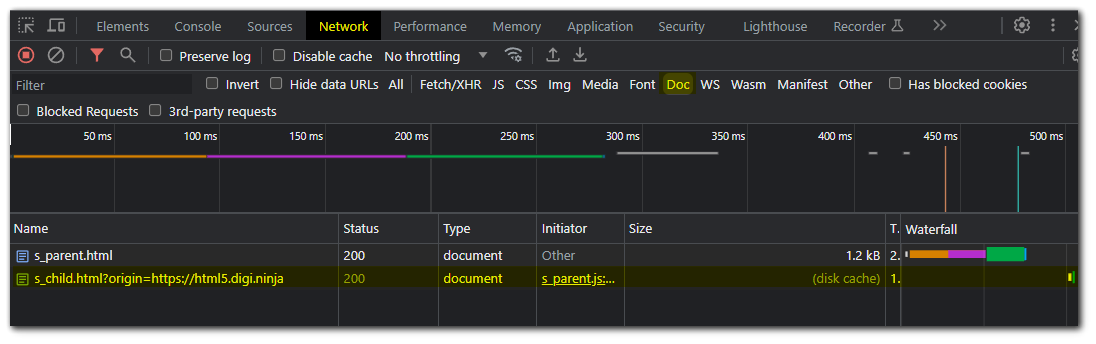 Elements Console Sources Network Performance Memory Application Security Lighthouse Recorder
Preserve log Disable cache No throttling
Filter Invert Hide data URLs All Fetch/XHR JS CSS Img Media Font Doc WS Wasm Manifest Other Has blocked cookies
Blocked Requests 3rd-party requests
50 ms 100 ms 150 ms 200 ms 250 ms 300 ms 350 ms 400 ms 450 ms 500 ms
Name Status Type Initiator Size T. Waterfall
s_parent.html 200 document Other 1.2 kB 2.
s_child.html?origin=https://html5.digi.ninja 200 document s_parent.js:... (disk cache) 1.